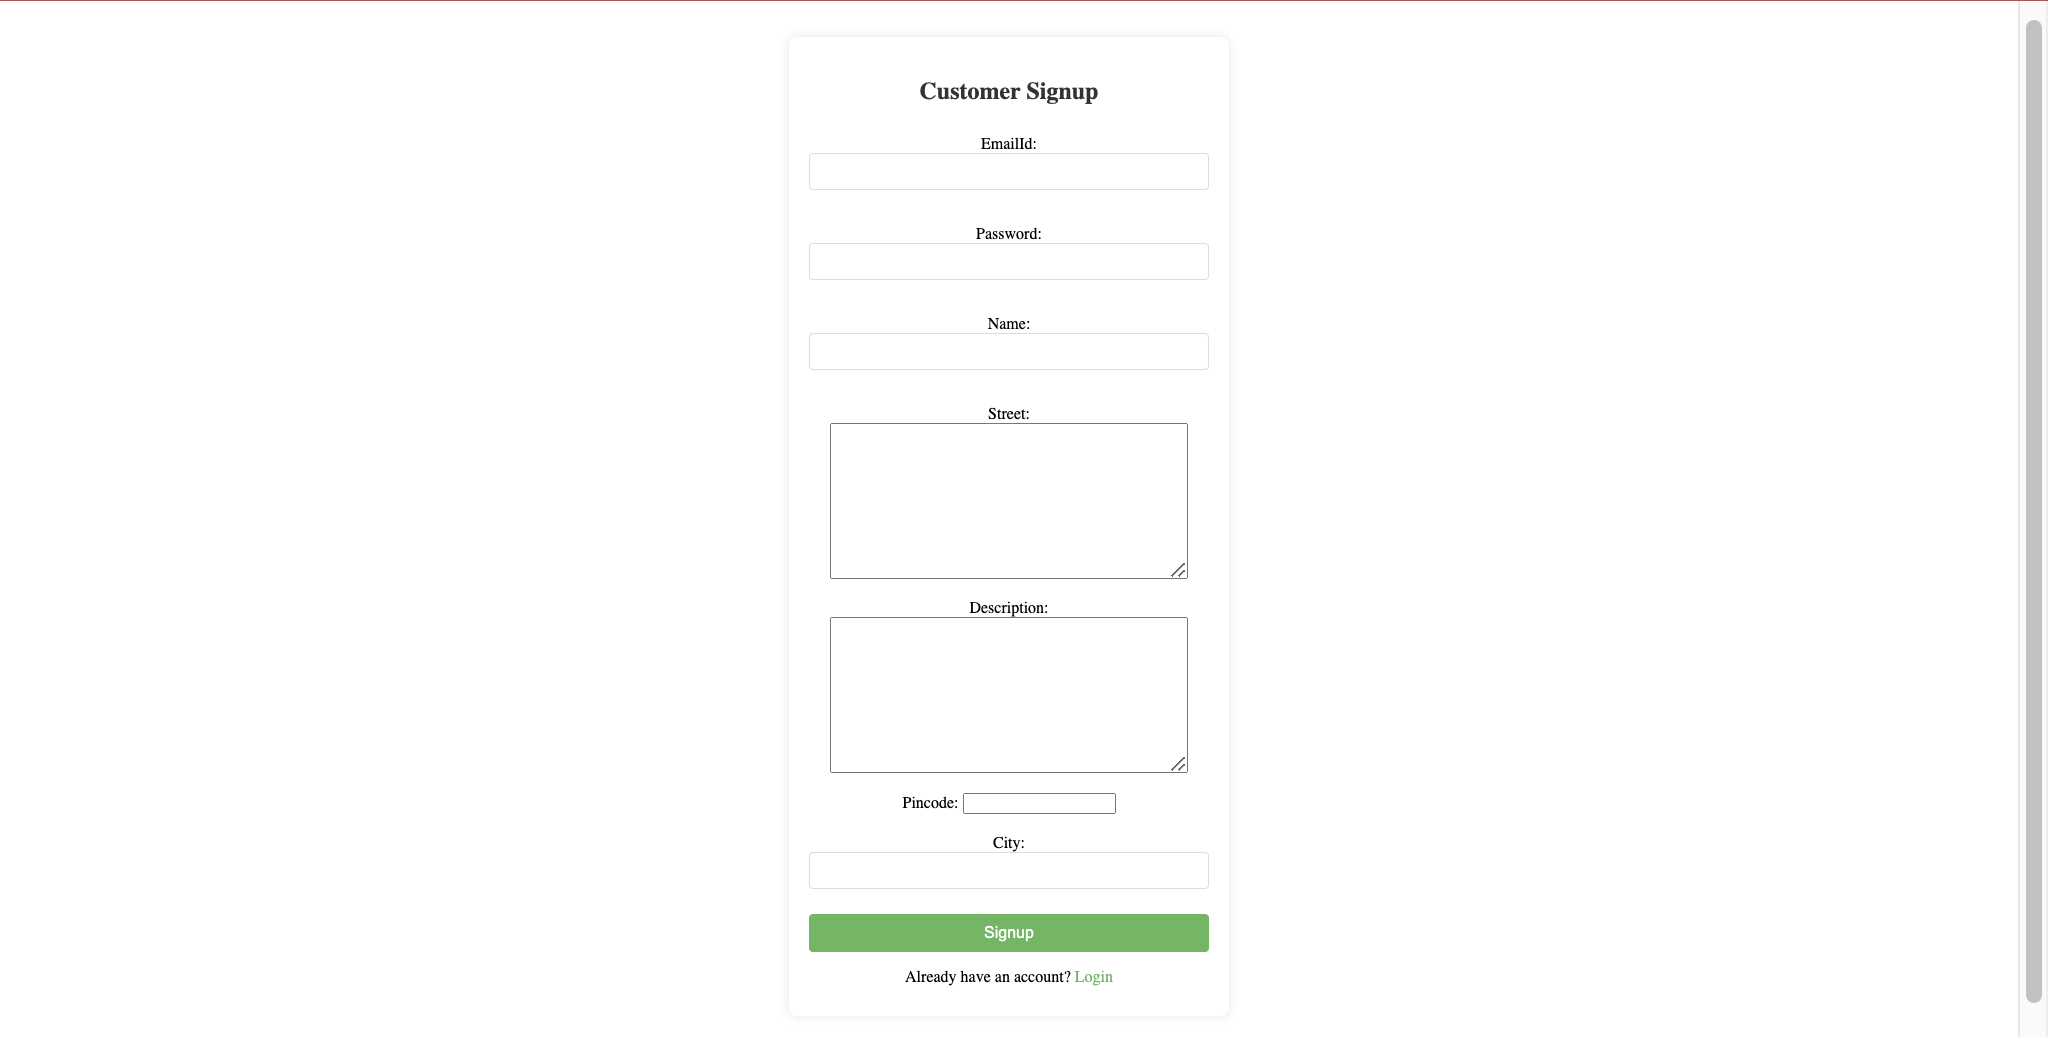 Customer Signup
EmailId:
Password:
Name:
Street:
Description:
Pincode:
City:
Signup
Already have an account? Login